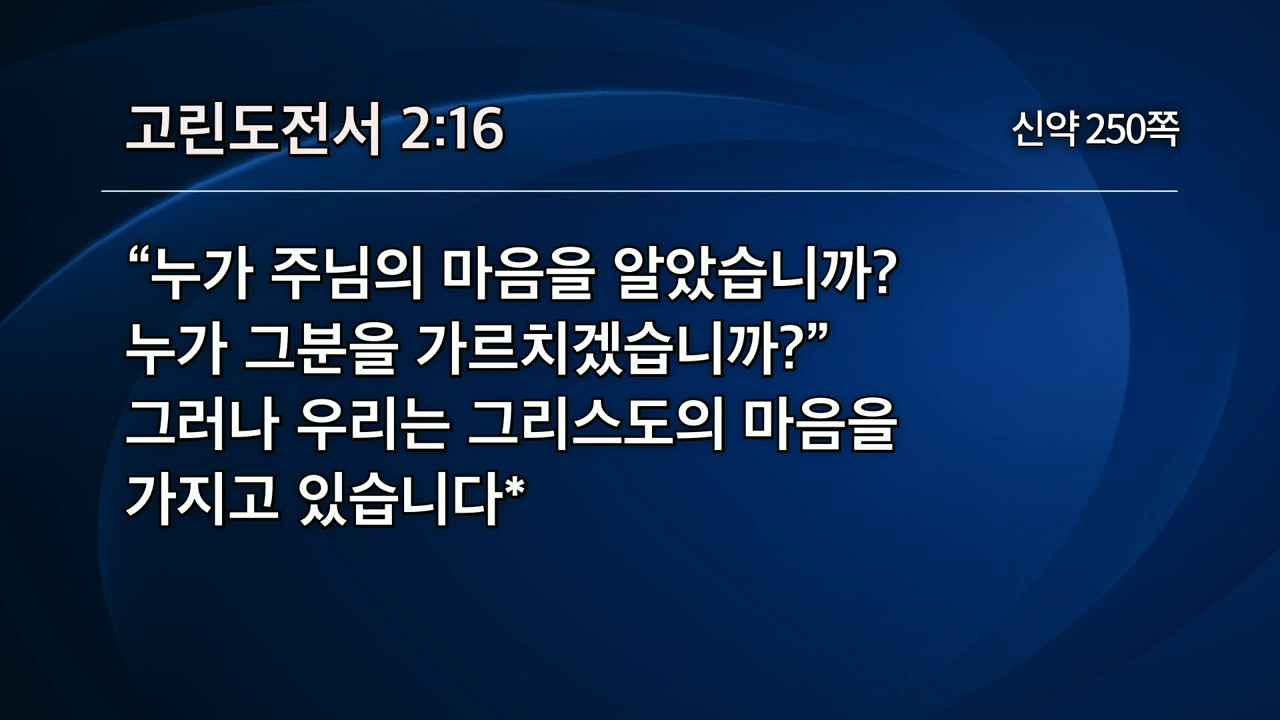 고린도전서 2:16
신약 250쪽
“누가 주님의 마음을 알았습니까?
누가 그분을 가르치겠습니까?”
그러나 우리는 그리스도의 마음을
가지고 있습니다*